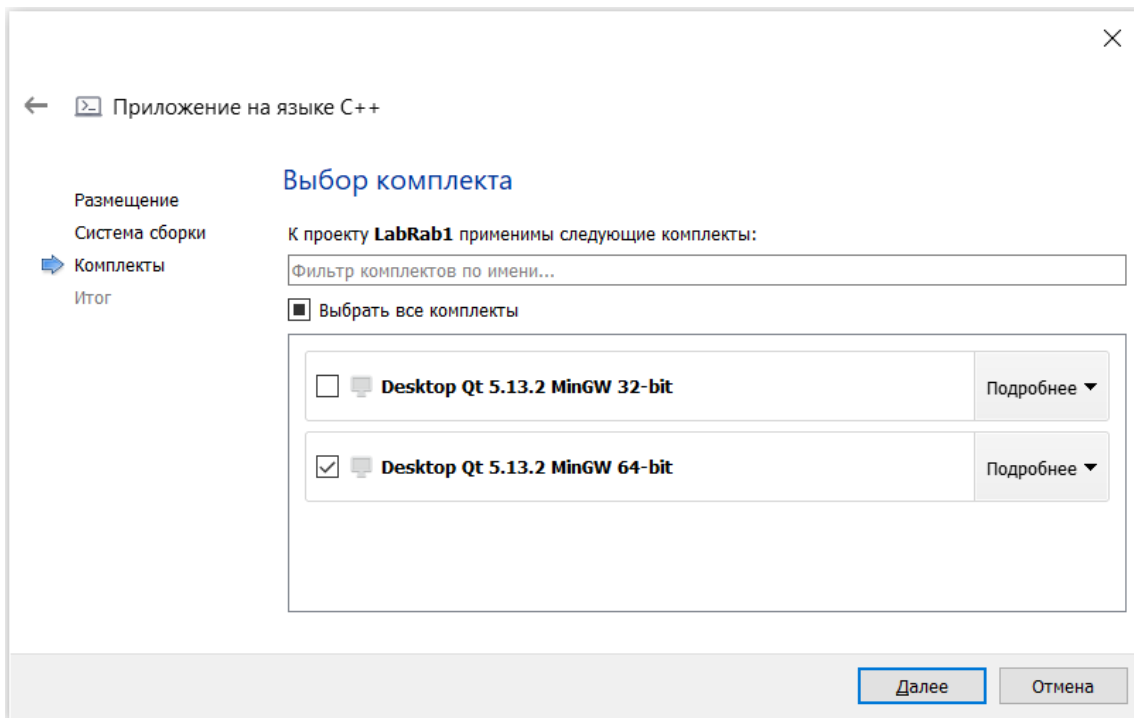 Приложение на языке C++
Размещение
Система сборки
Комплекты
Итог
Выбор комплекта
К проекту LabRab1 применимы следующие комплекты:
Фильтр комплектов по имени...
Выбрать все комплекты
Desktop Qt 5.13.2 MinGW 32-bit
Подробнее
Desktop Qt 5.13.2 MinGW 64-bit
Подробнее
Далее
Отмена